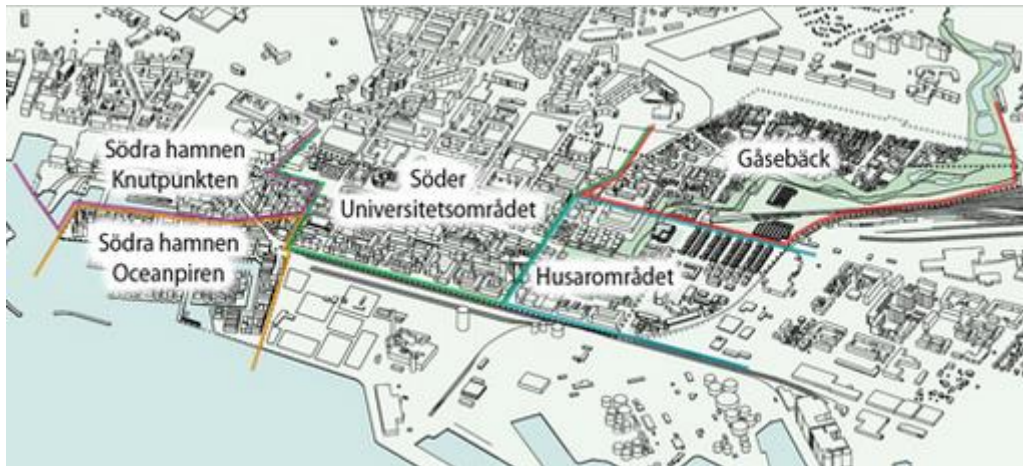 Södra hamnen
Knutpunkten
Söder
Universitetsområdet
Gåsebäck
Södra hamnen
Oceanpiren
Husarområdet